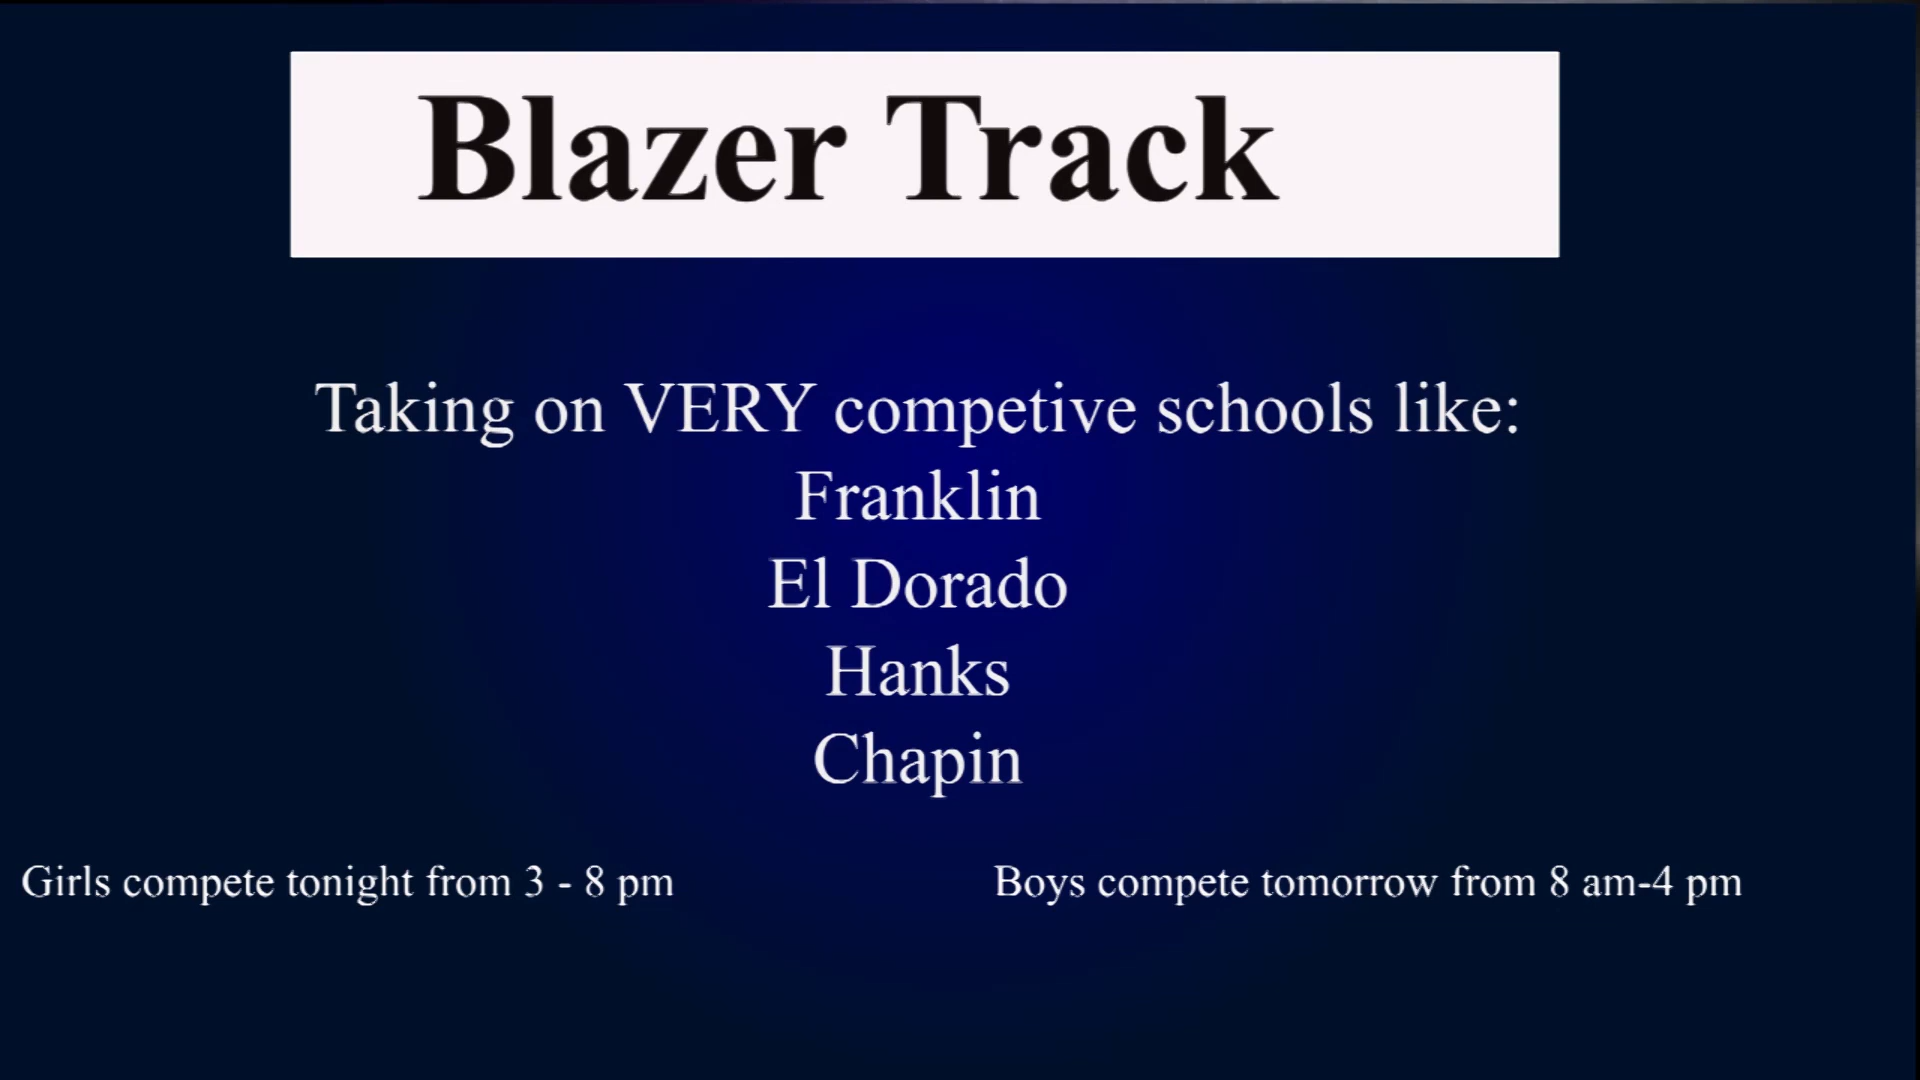 Blazer Track
Taking on VERY competive schools like:
Franklin
El Dorado
Hanks
Chapin
Girls compete tonight from 3 - 8 pm
Boys compete tomorrow from 8 am-4 pm